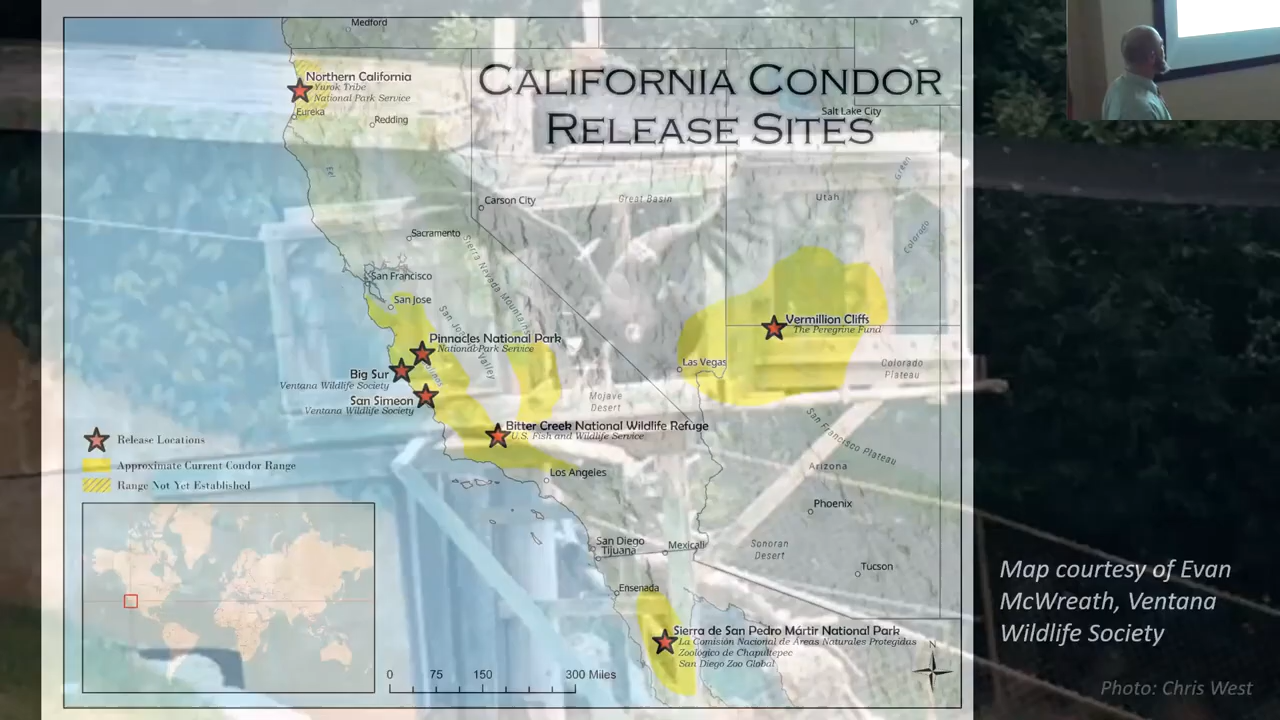 Medford
S
CALIFORNIA CONDOR
RELEASE SITES
Northern California
Yurok Tribe
National Park Service
Eureka
Redding
Eel
Salt Lake City
Green
Utah
Colorado
Great Basin
Carson City
Sacramento
Sierra Nevada Mountains
San Francisco
San Jose
Pinnacles National Park
National Park Service
Big Sur
Ventana Wildlife Society
San Simeon
Ventana Wildlife Society
Vermillion Cliffs
The Peregrine Fund
Las Vegas
Colorado
Plateau
Mojave
Desert
Bitter Creek National Wildlife Refuge
U.S. Fish and Wildlife Service
San Francisco Plateau
Los Angeles
Arizona
Phoenix
Release Locations
Approximate Current Condor Range
Range Not Yet Established
San Diego
Tijuana
Mexicali
Sonoran
Desert
Tucson
Ensenada
Sierra de San Pedro Mártir National Park
La Comisión Nacional de Áreas Naturales Protegidas
Zoológico de Chapultepec
San Diego Zoo Global
N
0 75 150 300 Miles
Map courtesy of Evan
McWreath, Ventana
Wildlife Society
Photo: Chris West